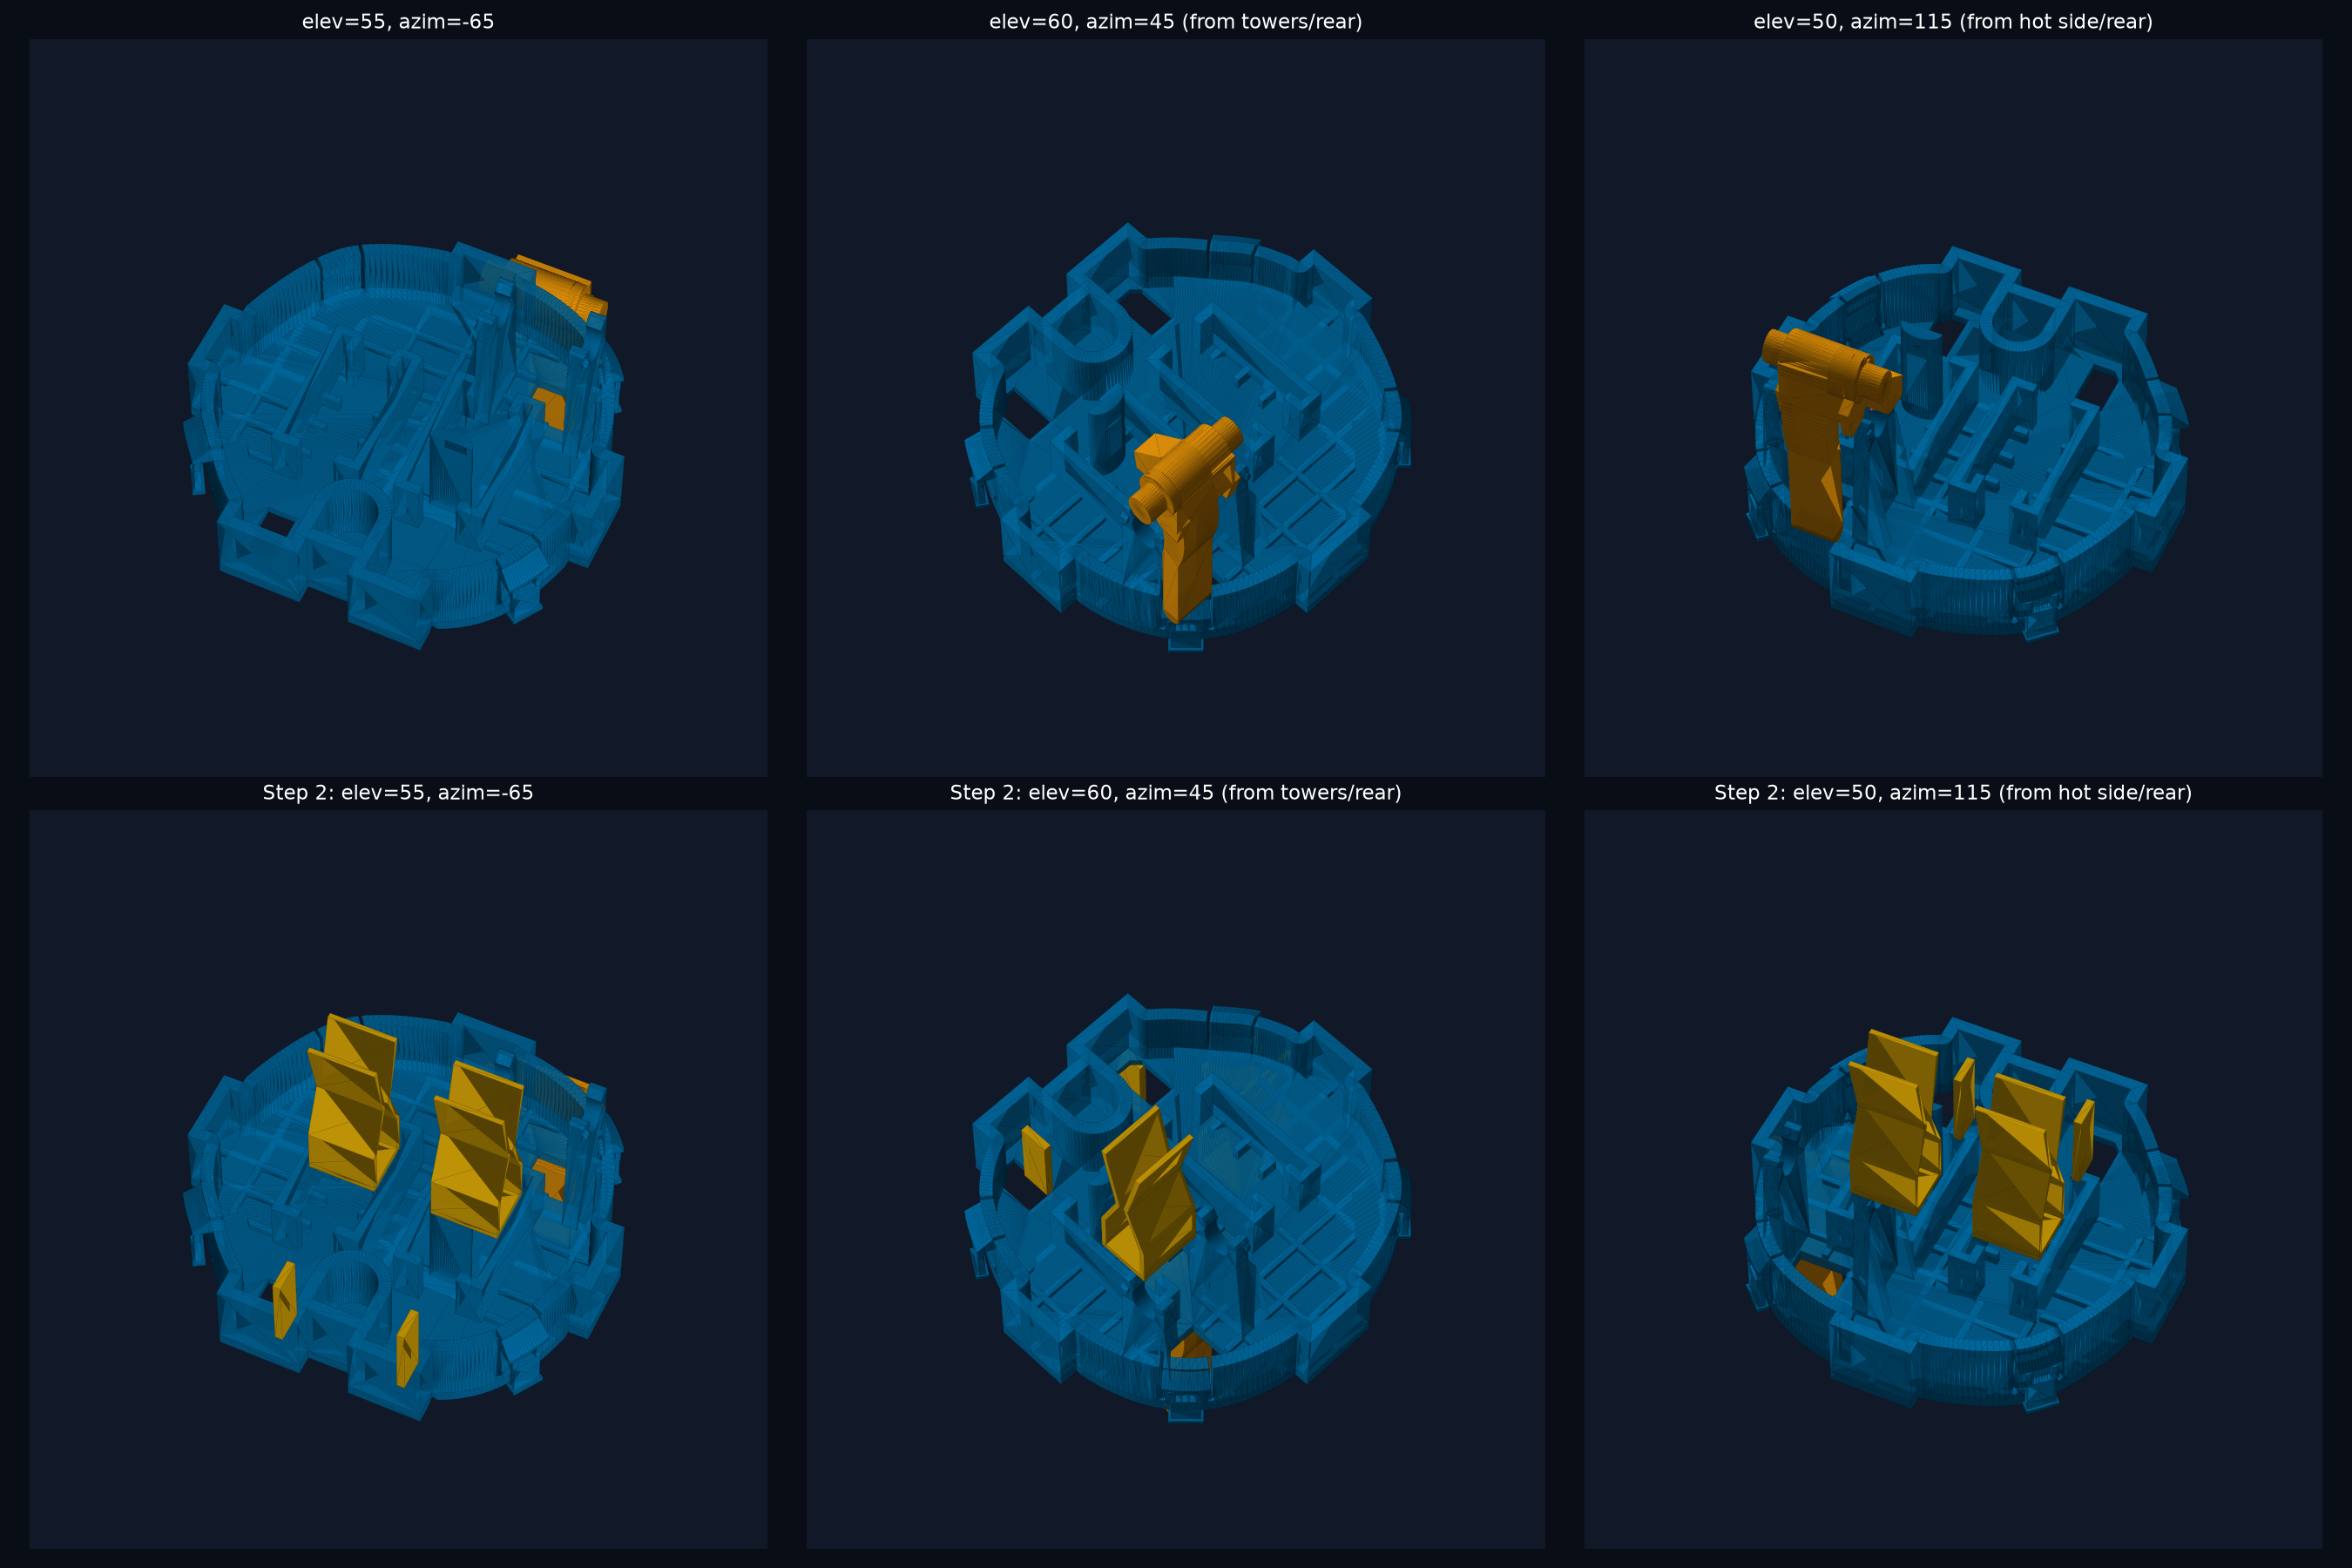 elev=55, azim=-65
elev=60, azim=45 (from towers/rear)
elev=50, azim=115 (from hot side/rear)
Step 2: elev=55, azim=-65
Step 2: elev=60, azim=45 (from towers/rear)
Step 2: elev=50, azim=115 (from hot side/rear)